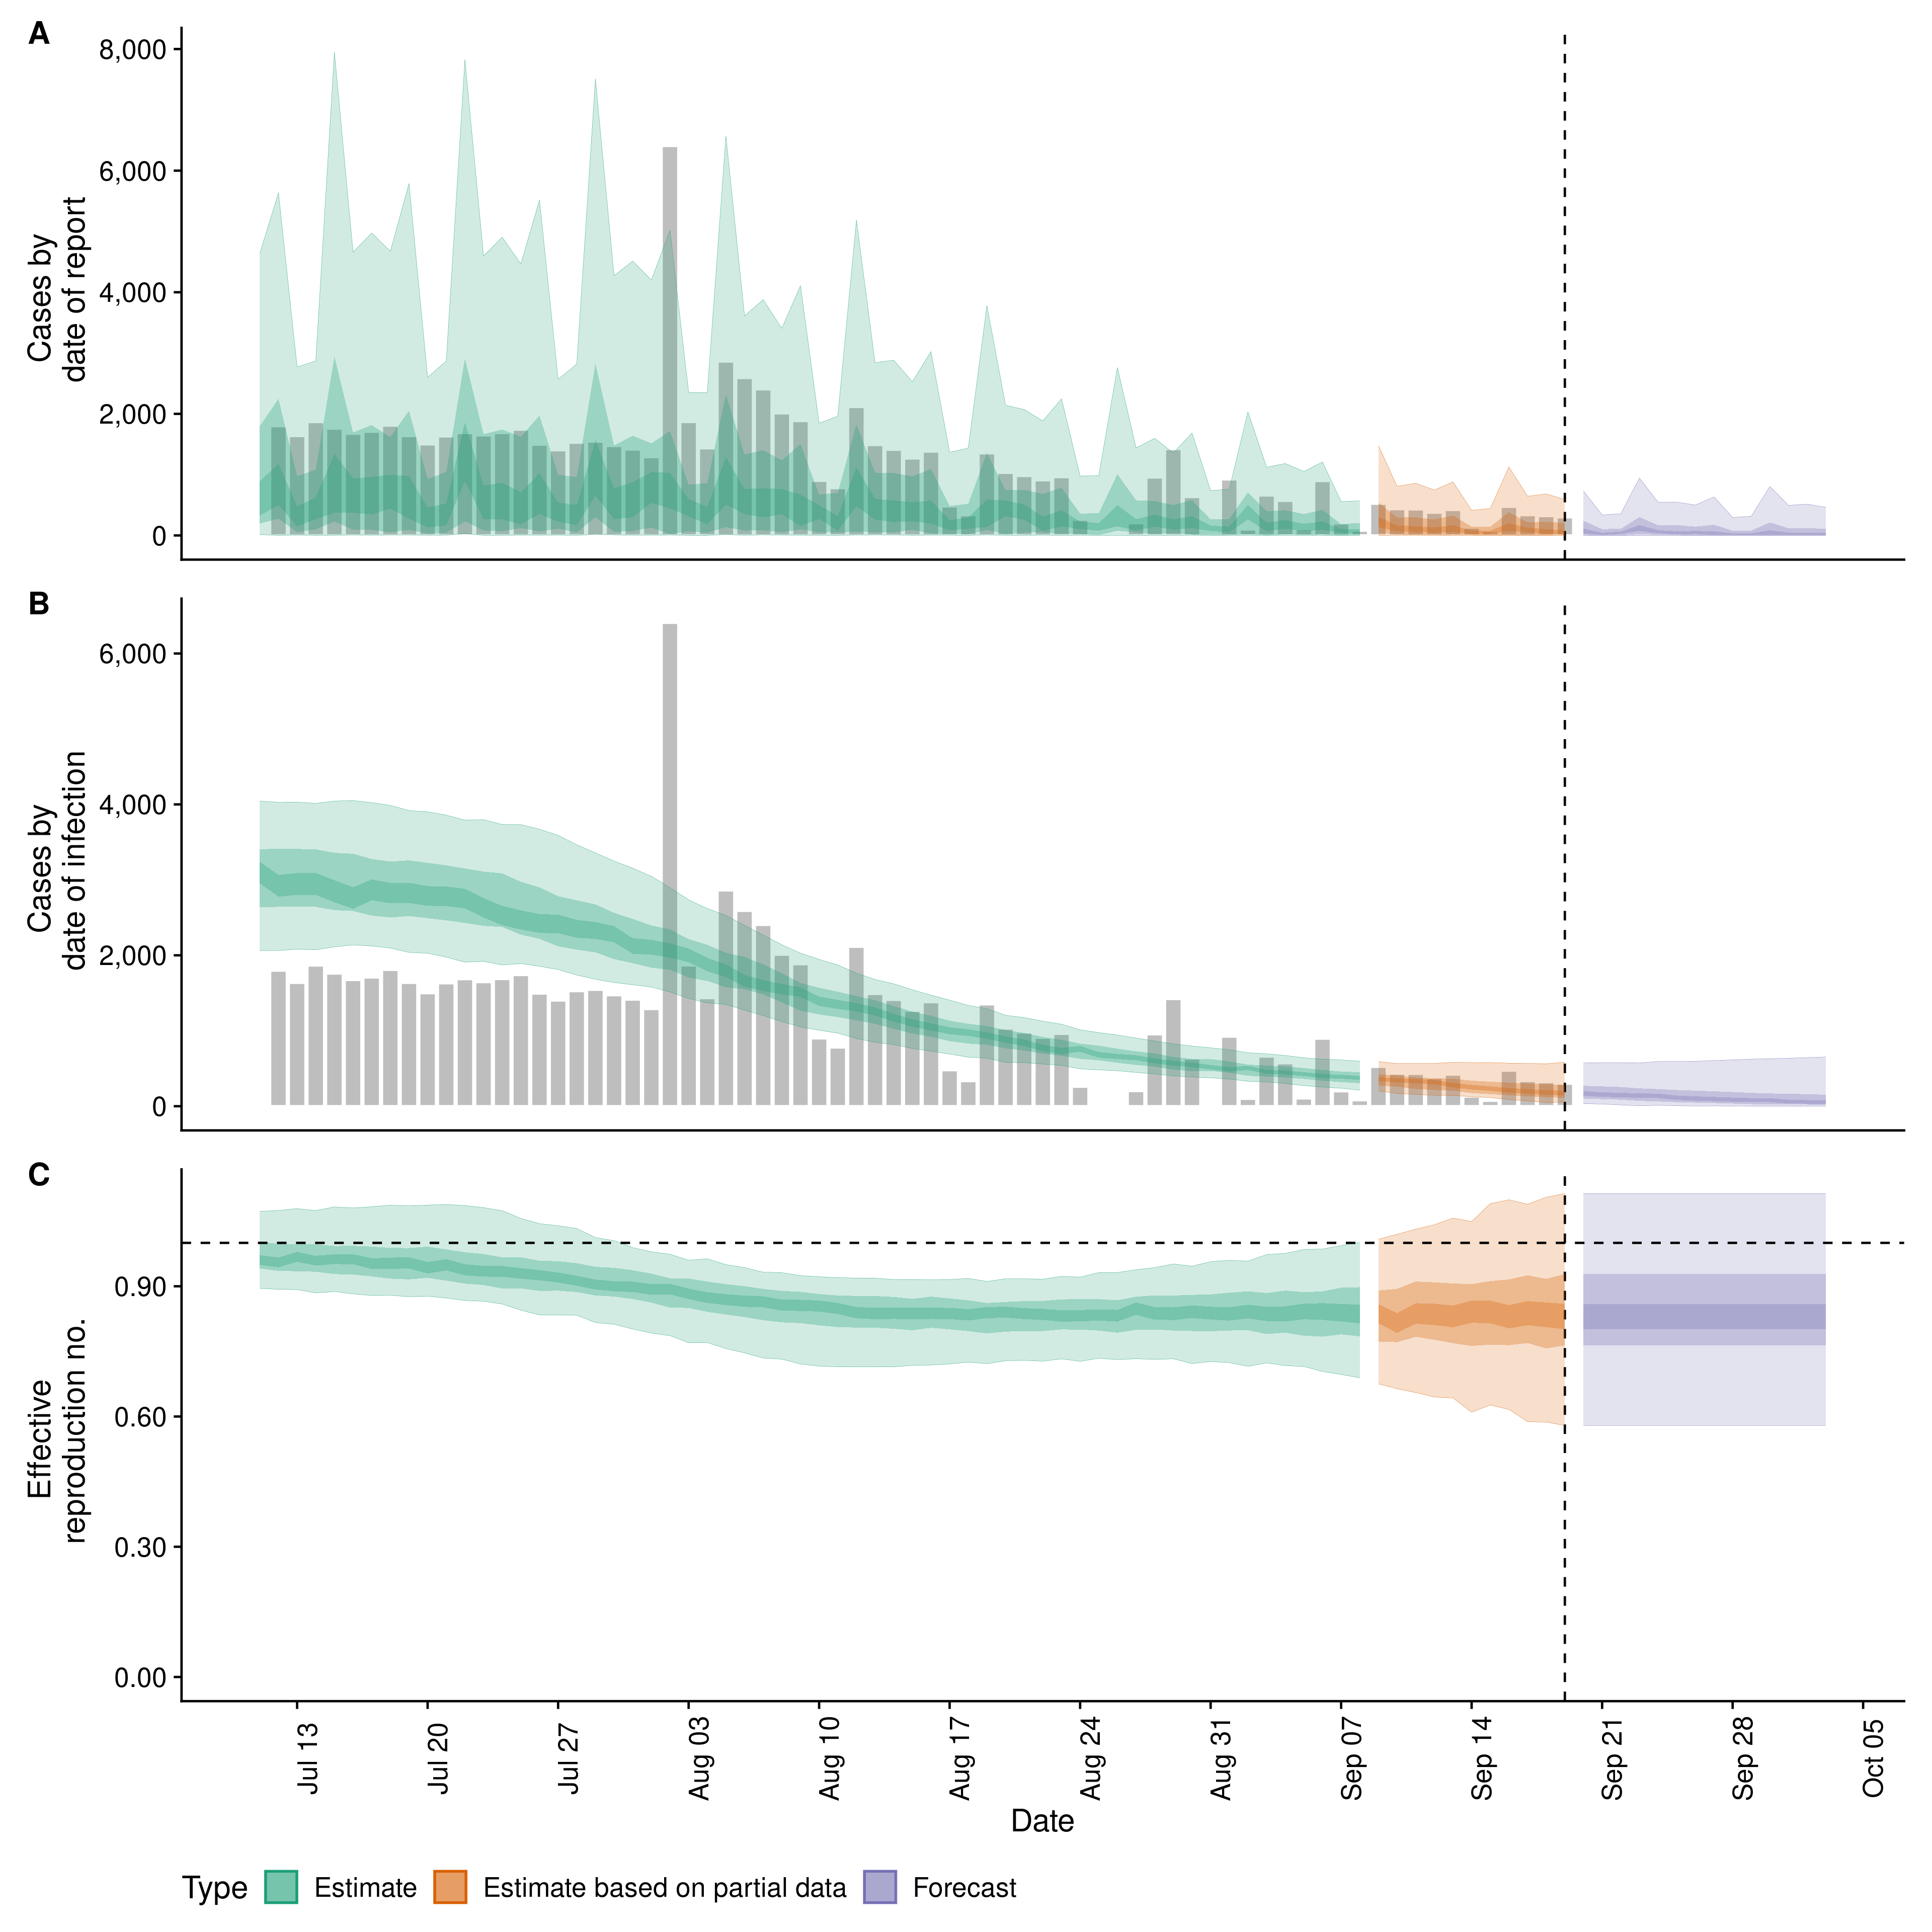 A
8,000
6,000
4,000
2,000
0
Cases by
date of report
B
6,000
4,000
2,000
0
Cases by
date of infection
C
0.90
0.60
0.30
0.00
Effective
reproduction no.
Jul 13
Jul 20
Jul 27
Aug 03
Aug 10
Aug 17
Aug 24
Aug 31
Sep 07
Sep 14
Sep 21
Sep 28
Oct 05
Date
Type Estimate Estimate based on partial data Forecast